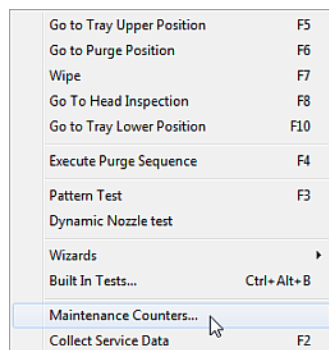 Go to Tray Upper Position F5
Go to Purge Position F6
Wipe F7
Go To Head Inspection F8
Go to Tray Lower Position F10
Execute Purge Sequence F4
Pattern Test F3
Dynamic Nozzle test
Wizards
Built In Tests... Ctrl+Alt+B
Maintenance Counters...
Collect Service Data F2